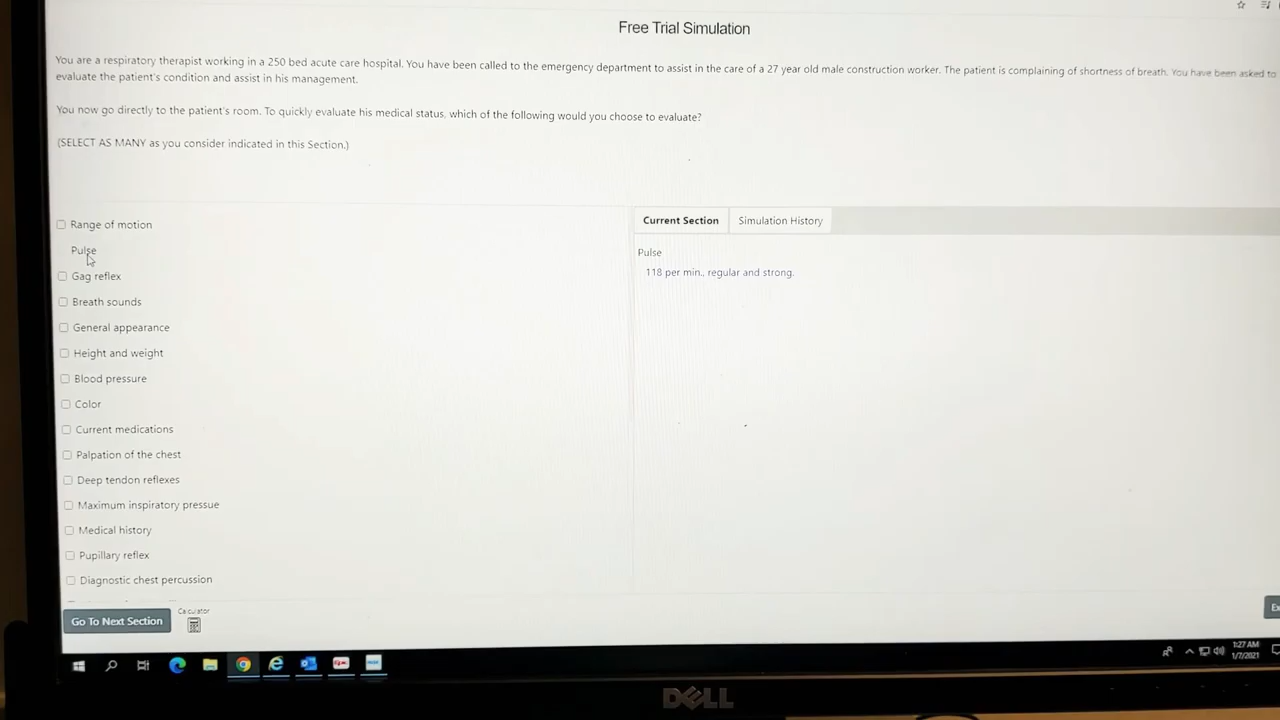 Free Trial Simulation
You are a respiratory therapist working in a 250 bed acute care hospital. You have been called to the emergency department to assist in the care of a 27 year old male construction worker. The patient is complaining of shortness of breath. You have been asked to
evaluate the patient's condition and assist in his management.
You now go directly to the patient's room. To quickly evaluate his medical status, which of the following would you choose to evaluate?
(SELECT AS MANY as you consider indicated in this Section.)
Range of motion
Pulse
Gag reflex
Breath sounds
General appearance
Height and weight
Blood pressure
Color
Current medications
Palpation of the chest
Deep tendon reflexes
Maximum inspiratory pressue
Medical history
Pupillary reflex
Diagnostic chest percussion
Current Section Simulation History
Pulse
118 per min., regular and strong.
Go To Next Section
Calculator
1:27 AM
1/7/2021
DELL